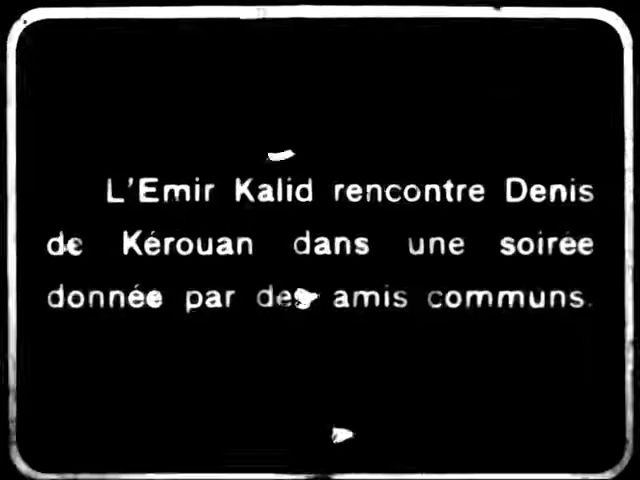 L'Emir Kalid rencontre Denis
de Kérouan dans une soirée
donnée par des amis communs.